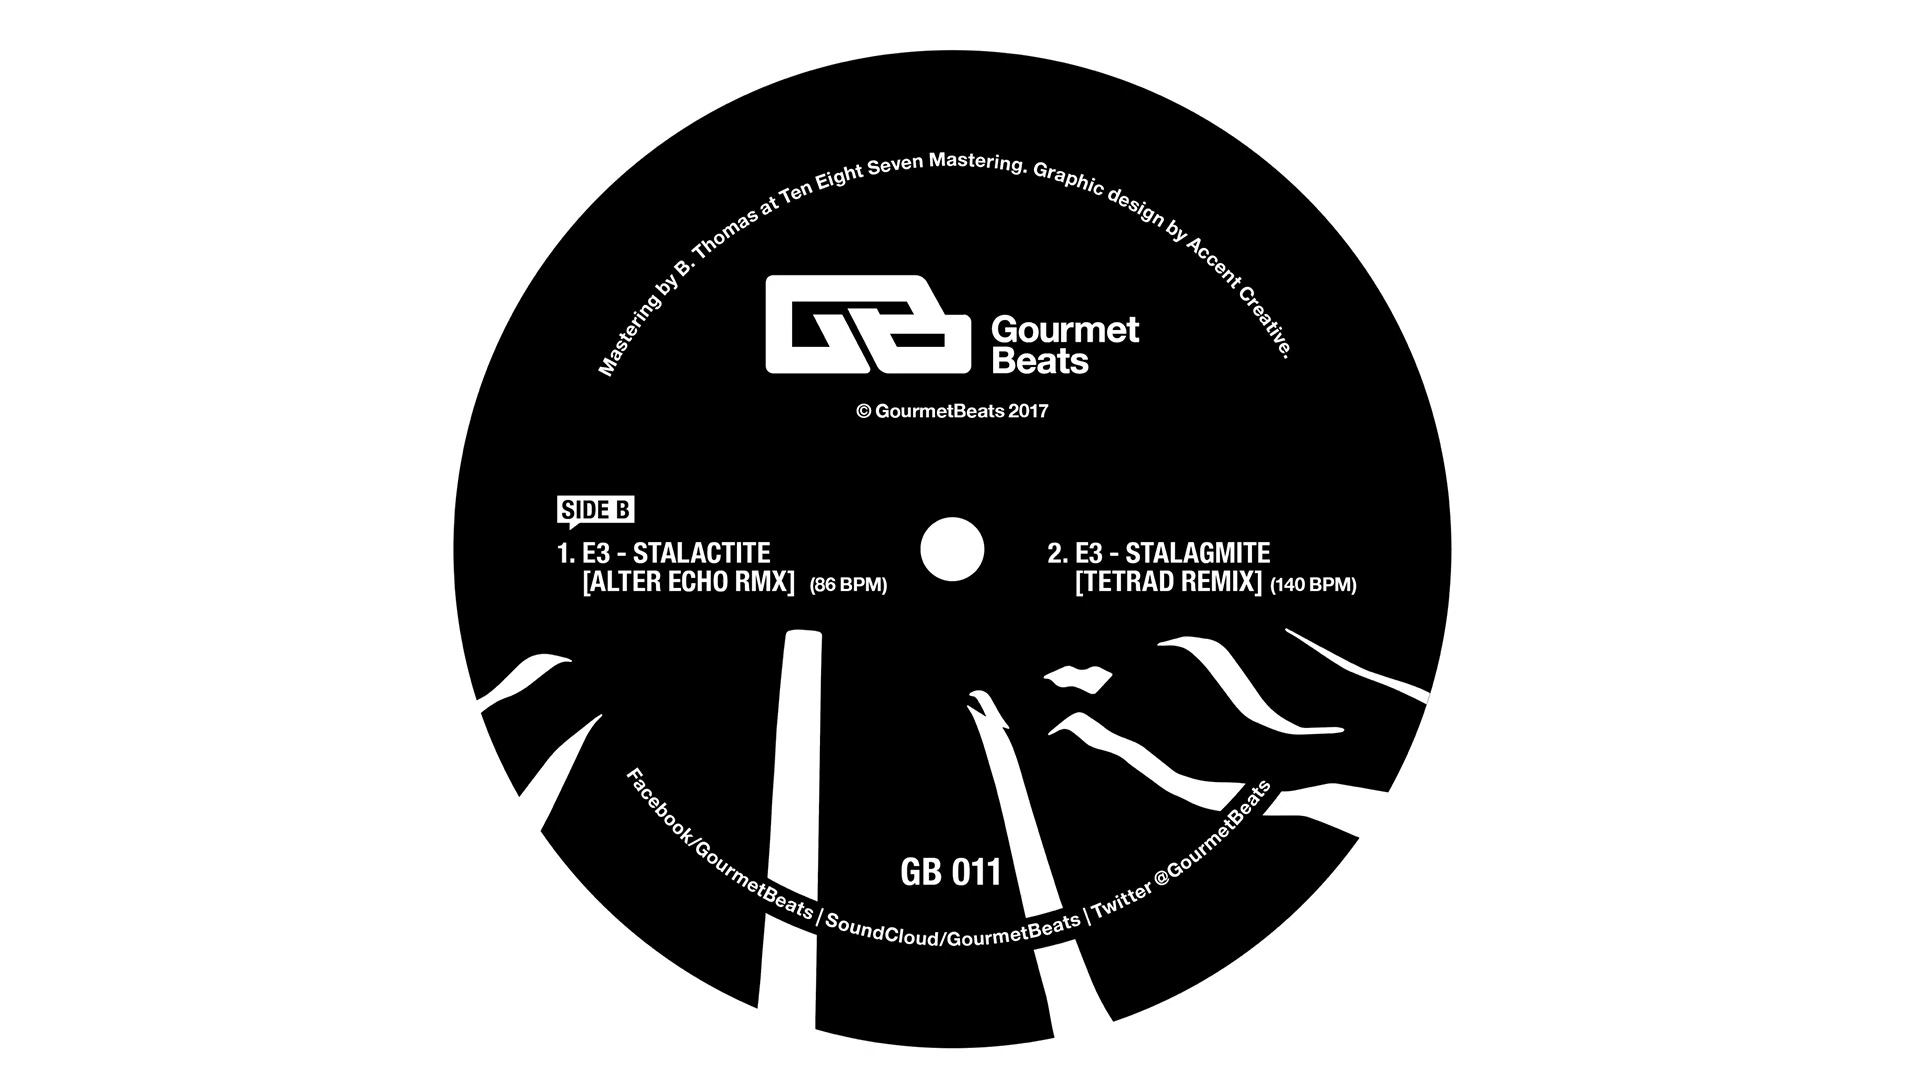 Mastering by B. Thomas at Ten Eight Seven Mastering. Graphic design by Accent Creative.
Gourmet
Beats
© GourmetBeats 2017
SIDE B
1. E3 - STALACTITE
[ALTER ECHO RMX] (86 BPM)
2. E3 - STALAGMITE
[TETRAD REMIX] (140 BPM)
GB 011
Facebook/GourmetBeats | SoundCloud/GourmetBeats | Twitter @GourmetBeats